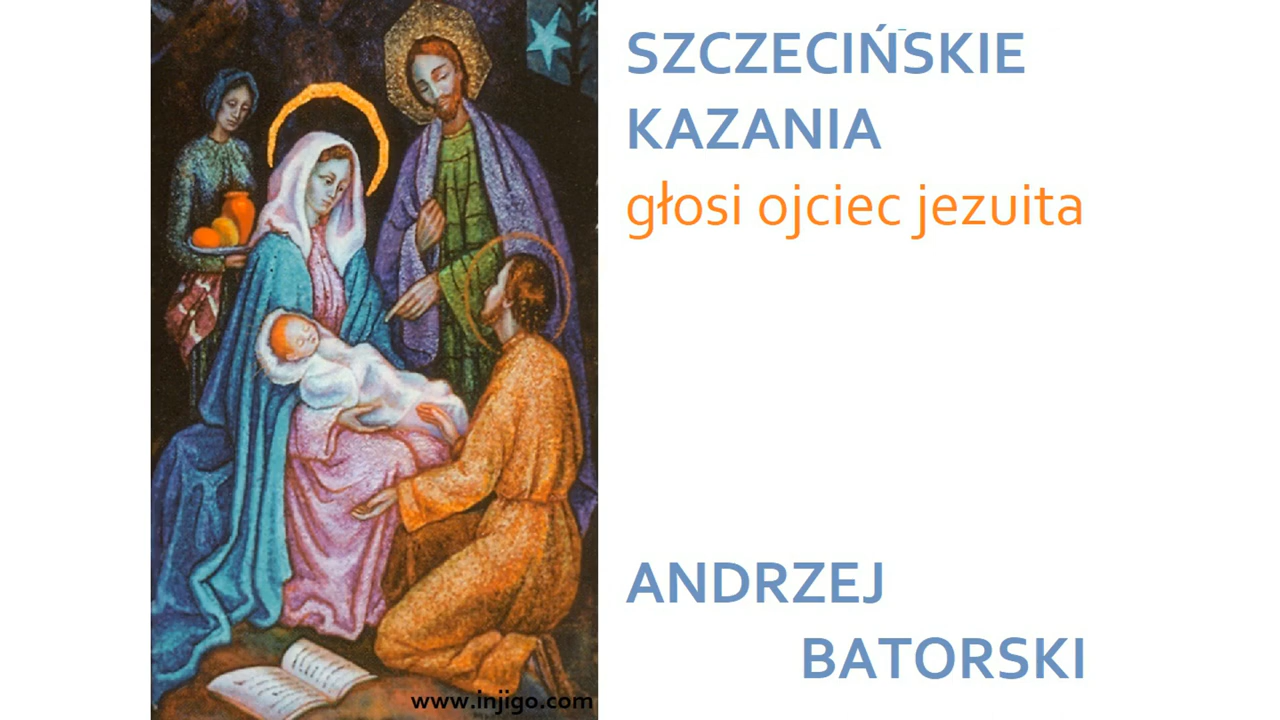 SZCZECIŃSKIE
KAZANIA
głosi ojciec jezuita
ANDRZEJ
BATORSKI
www.injigo.com